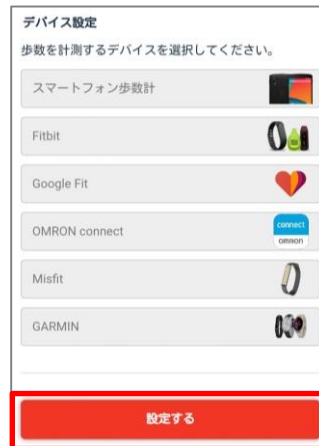 デバイス設定
歩数を計測するデバイスを選択してください。
スマートフォン歩数計
Fitbit
Google Fit
OMRON connect
connect
OMRON
Misfit
GARMIN
設定する